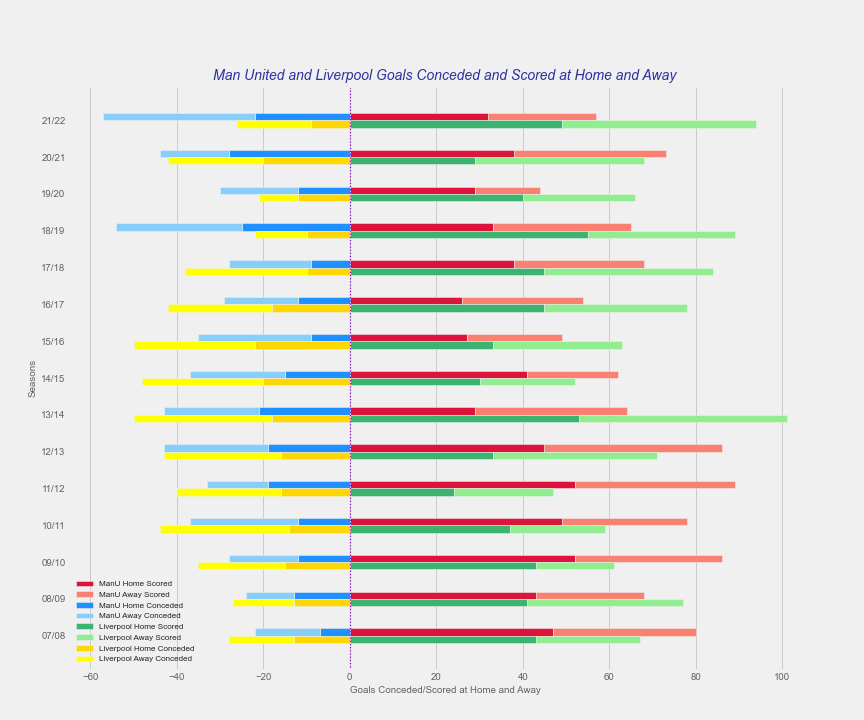 Man United and Liverpool Goals Conceded and Scored at Home and Away
21/22
20/21
19/20
18/19
17/18
16/17
15/16
14/15
13/14
12/13
11/12
10/11
09/10
08/09
07/08
Seasons
ManU Home Scored
ManU Away Scored
ManU Home Conceded
ManU Away Conceded
Liverpool Home Scored
Liverpool Away Scored
Liverpool Home Conceded
Liverpool Away Conceded
−60 −40 −20 0 20 40 60 80 100
Goals Conceded/Scored at Home and Away